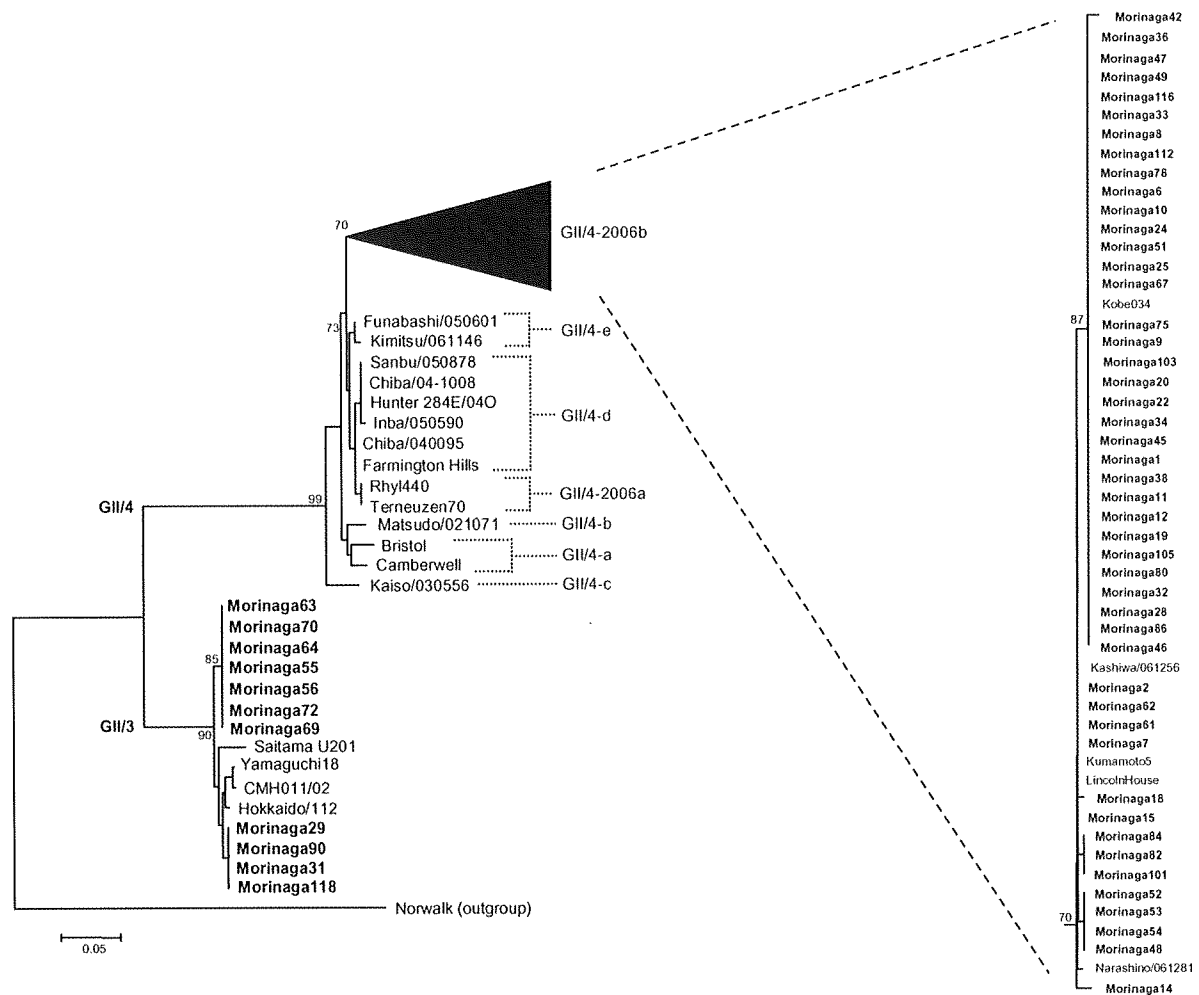 70
GII/4-2006b
73
Funabashi/050601
Kimitsu/061146
GII/4-e
Sanbu/050878
Chiba/04-1008
Hunter 284E/04O
Inba/050590
Chiba/040095
Farmington Hills
GII/4-d
Rhyl440
Terneuzen70
GII/4-2006a
Matsudo/021071
GII/4-b
Bristol
Camberwell
GII/4-a
Kaiso/030556
GII/4-c
GII/4
99
Morinaga63
Morinaga70
Morinaga64
Morinaga55
Morinaga56
Morinaga72
Morinaga69
85
GII/3
90
Saitama U201
Yamaguchi18
CMH011/02
Hokkaido/112
Morinaga29
Morinaga90
Morinaga31
Morinaga118
Norwalk (outgroup)
0.05
Morinaga42
Morinaga36
Morinaga47
Morinaga49
Morinaga116
Morinaga33
Morinaga8
Morinaga112
Morinaga78
Morinaga6
Morinaga10
Morinaga24
Morinaga51
Morinaga25
Morinaga67
Kobe034
87
Morinaga75
Morinaga9
Morinaga103
Morinaga20
Morinaga22
Morinaga34
Morinaga45
Morinaga1
Morinaga38
Morinaga11
Morinaga12
Morinaga19
Morinaga105
Morinaga80
Morinaga32
Morinaga28
Morinaga86
Morinaga46
Kashiwa/061256
Morinaga2
Morinaga62
Morinaga61
Morinaga7
Kumamoto5
LincolnHouse
Morinaga18
Morinaga15
Morinaga84
Morinaga82
Morinaga101
Morinaga52
Morinaga53
70
Morinaga54
Morinaga48
Narashino/061281
Morinaga14